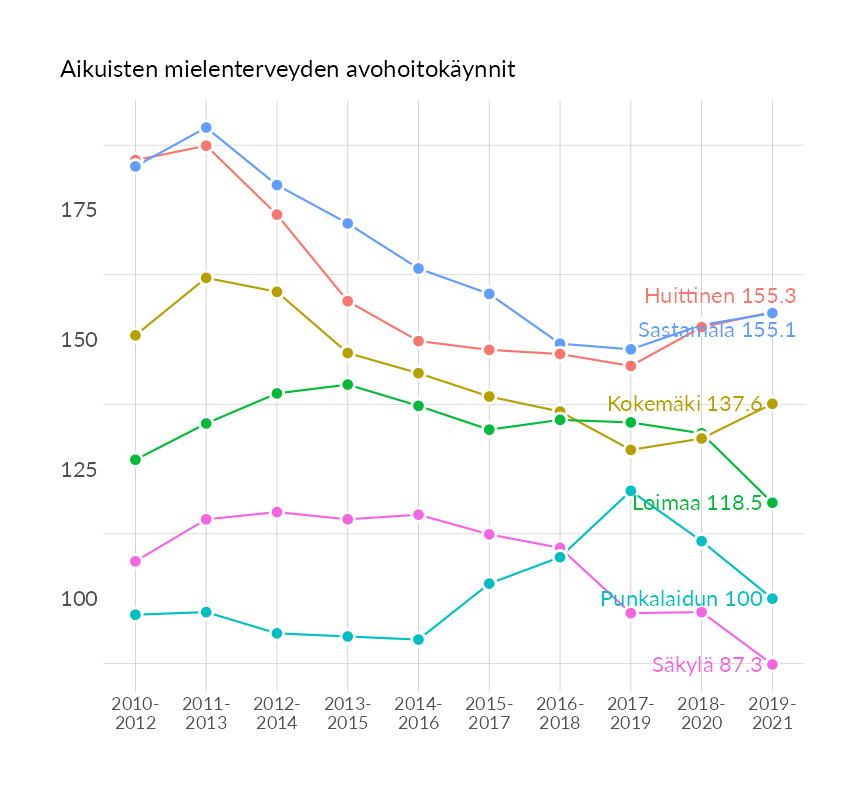 Aikuisten mielenterveyden avohoitokäynnit
175
Huittinen 155.3
Sastamala 155.1
150
Kokemäki 137.6
125
Loimaa 118.5
100
Punkalaidun 100
Säkylä 87.3
2010- 2011- 2012- 2013- 2014- 2015- 2016- 2017- 2018- 2019-
2012 2013 2014 2015 2016 2017 2018 2019 2020 2021